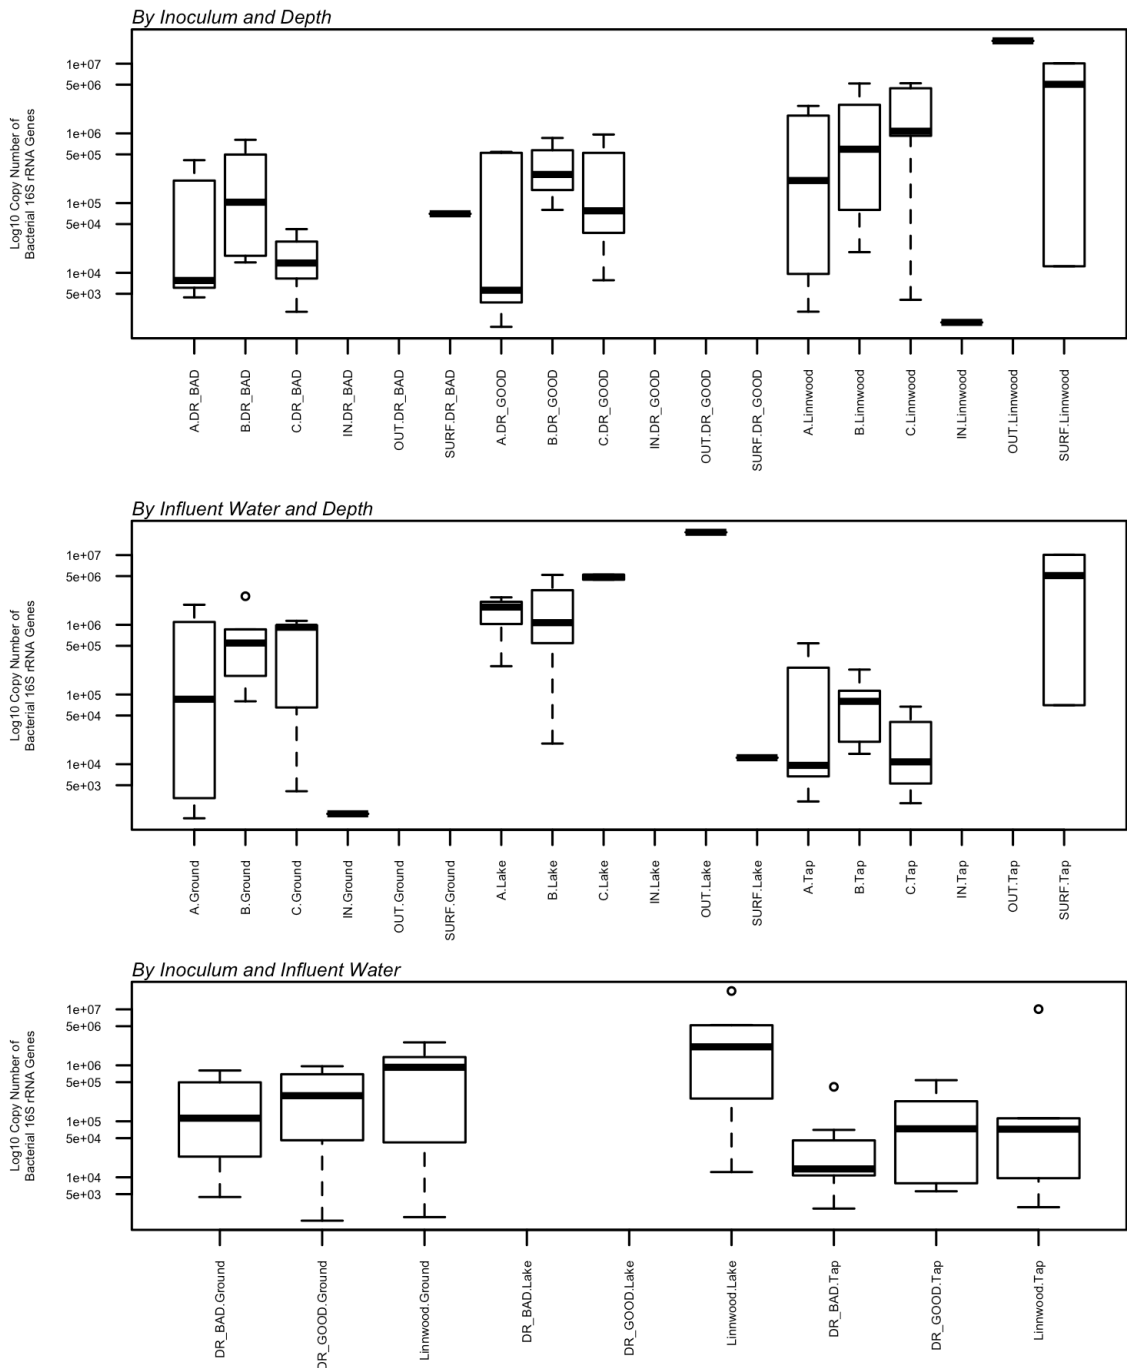 By Inoculum and Depth
Log10 Copy Number of
Bacterial 16S rRNA Genes
1e+07
5e+06
1e+06
5e+05
1e+05
5e+04
1e+04
5e+03
A.DR_BAD
B.DR_BAD
C.DR_BAD
IN.DR_BAD
OUT.DR_BAD
SURF.DR_BAD
A.DR_GOOD
B.DR_GOOD
C.DR_GOOD
IN.DR_GOOD
OUT.DR_GOOD
SURF.DR_GOOD
A.Linnwood
B.Linnwood
C.Linnwood
IN.Linnwood
OUT.Linnwood
SURF.Linnwood
By Influent Water and Depth
Log10 Copy Number of
Bacterial 16S rRNA Genes
1e+07
5e+06
1e+06
5e+05
1e+05
5e+04
1e+04
5e+03
A.Ground
B.Ground
C.Ground
IN.Ground
OUT.Ground
SURF.Ground
A.Lake
B.Lake
C.Lake
IN.Lake
OUT.Lake
SURF.Lake
A.Tap
B.Tap
C.Tap
IN.Tap
OUT.Tap
SURF.Tap
By Inoculum and Influent Water
Log10 Copy Number of
Bacterial 16S rRNA Genes
1e+07
5e+06
1e+06
5e+05
1e+05
5e+04
1e+04
5e+03
DR_BAD.Ground
DR_GOOD.Ground
Linnwood.Ground
DR_BAD.Lake
DR_GOOD.Lake
Linnwood.Lake
DR_BAD.Tap
DR_GOOD.Tap
Linnwood.Tap